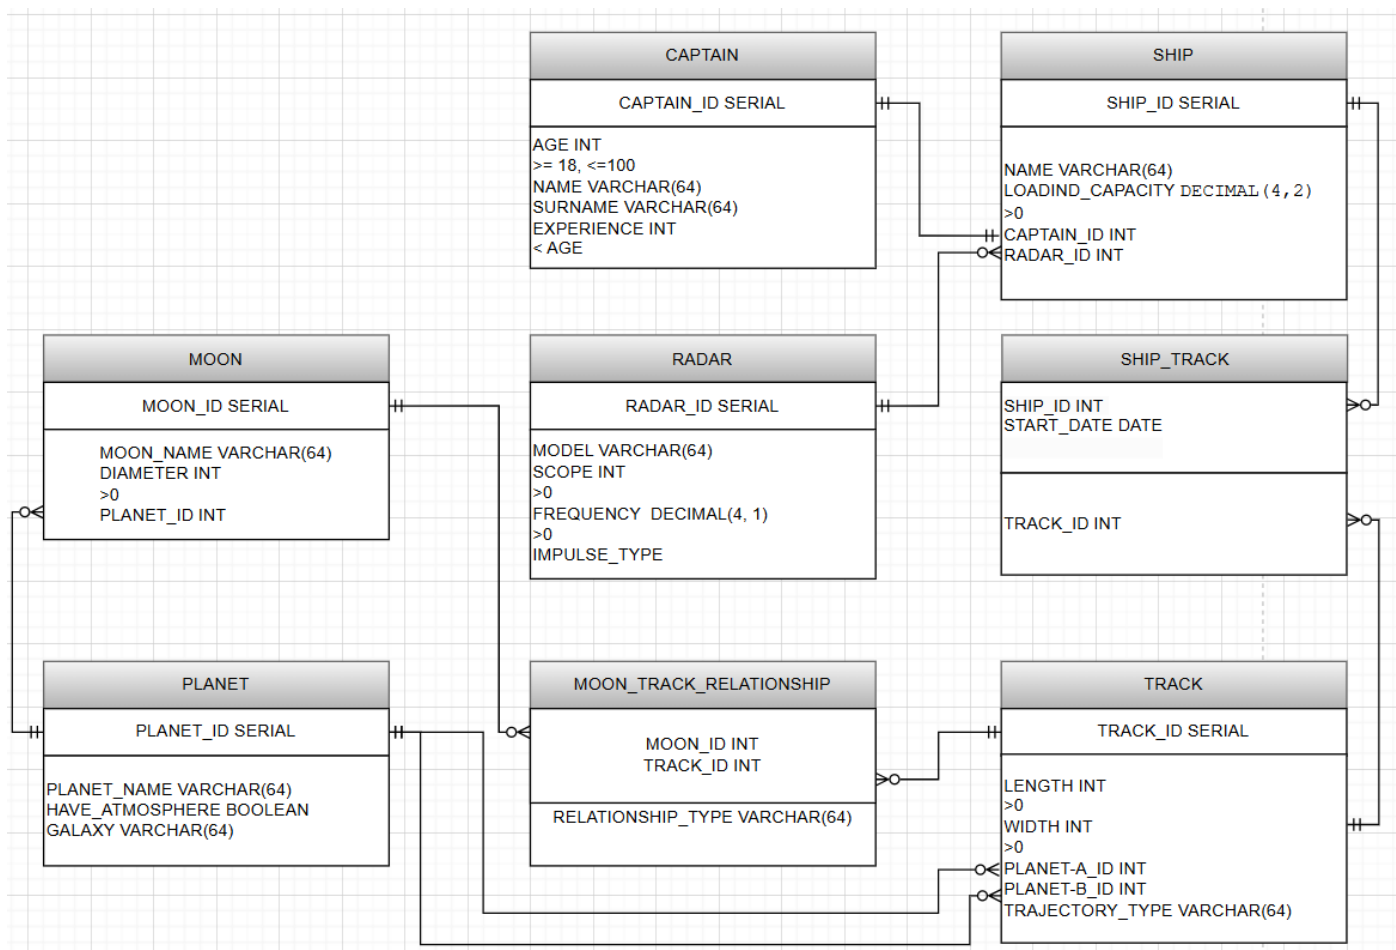 CAPTAIN
CAPTAIN_ID SERIAL
AGE INT
>= 18, <=100
NAME VARCHAR(64)
SURNAME VARCHAR(64)
EXPERIENCE INT
< AGE
SHIP
SHIP_ID SERIAL
NAME VARCHAR(64)
LOADIND_CAPACITY DECIMAL(4,2)
>0
CAPTAIN_ID INT
RADAR_ID INT
MOON
MOON_ID SERIAL
MOON_NAME VARCHAR(64)
DIAMETER INT
>0
PLANET_ID INT
RADAR
RADAR_ID SERIAL
MODEL VARCHAR(64)
SCOPE INT
>0
FREQUENCY DECIMAL(4, 1)
>0
IMPULSE_TYPE
SHIP_TRACK
SHIP_ID INT
START_DATE DATE
TRACK_ID INT
PLANET
PLANET_ID SERIAL
PLANET_NAME VARCHAR(64)
HAVE_ATMOSPHERE BOOLEAN
GALAXY VARCHAR(64)
MOON_TRACK_RELATIONSHIP
MOON_ID INT
TRACK_ID INT
RELATIONSHIP_TYPE VARCHAR(64)
TRACK
TRACK_ID SERIAL
LENGTH INT
>0
WIDTH INT
>0
PLANET-A_ID INT
PLANET-B_ID INT
TRAJECTORY_TYPE VARCHAR(64)